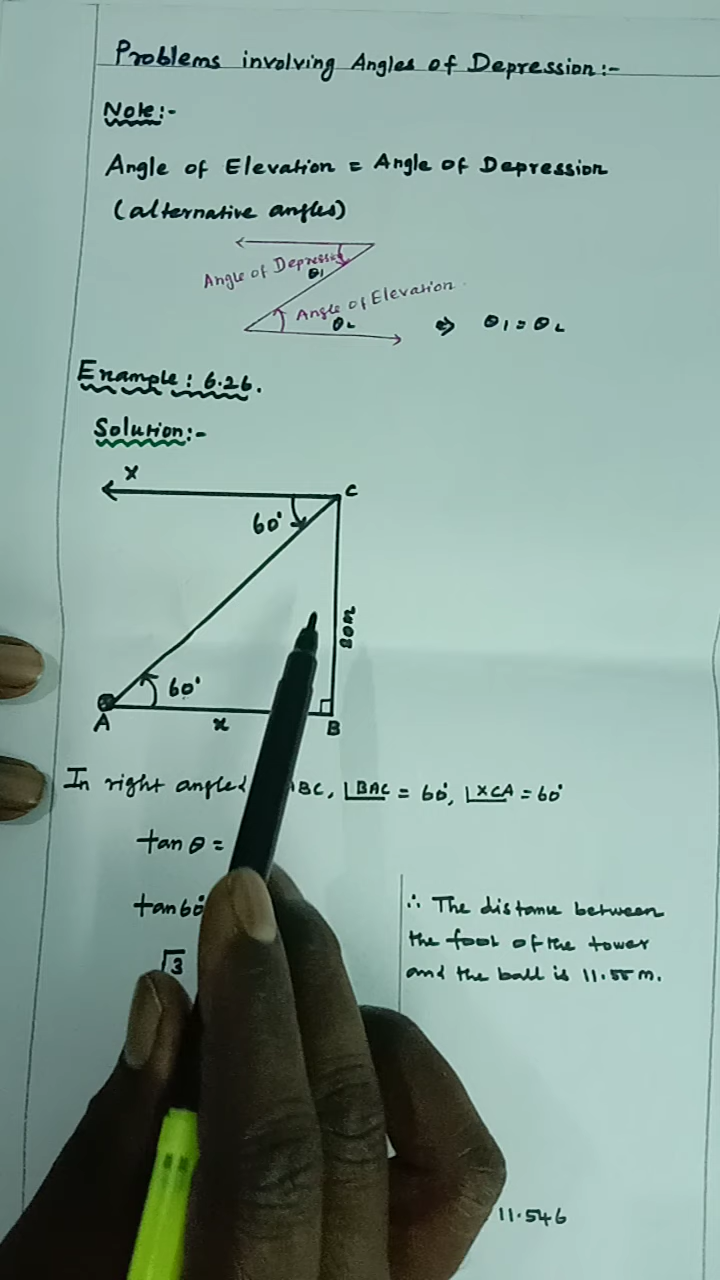 Problems involving Angles of Depression:-
Note:-
Angle of Elevation = Angle of Depression
(alternative angles)
Angle of Depression
θ1
Angle of Elevation
θ2
⇒ θ1 = θ2
Example: 6.26.
Solution:-
X
C
60°
20m
60°
A
x
B
In right angled BC, ∠BAC = 60°, ∠XCA = 60°
tan θ =
tan 60°
√3
∴ The distance between
the foot of the tower
and the ball is 11.55 m.
11.546